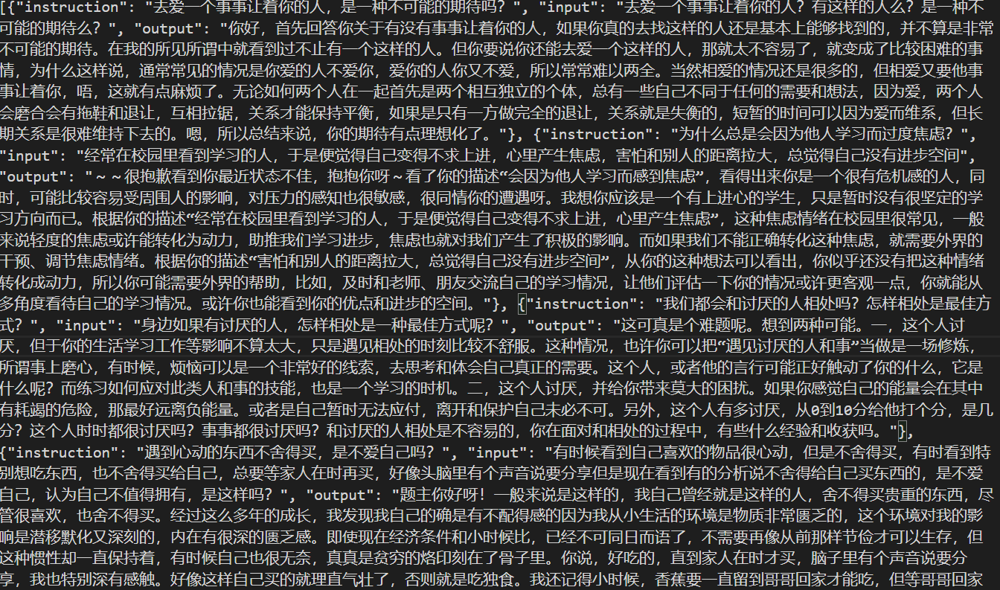 [{"instruction": "去爱一个事事让着你的人，是一种不可能的期待吗？", "input": "去爱一个事事让着你的人？有这样的人么？是一种不
可能的期待么？", "output": "你好，首先回答你关于有没有事事让着你的人，如果你真的去找这样的人还是基本上能够找到的，并不算是非常
不可能的期待。在我的所见所谓中就看到过不止有一个这样的人。但你要说你还能去爱一个这样的人，那就太不容易了，就变成了比较困难的事
情，为什么这样说，通常常见的情况是你爱的人不爱你，爱你的人你又不爱，所以常常难以两全。当然相爱的情况还是很多的，但相爱又要他事
事让着你，唔，这就有点麻烦了。无论如何两个人在一起首先是两个相互独立的个体，总有一些自己不同于任何的需要和想法，因为爱，两个人
会磨合会有拖鞋和退让，互相拉锯，关系才能保持平衡，如果是只有一方做完全的退让，关系就是失衡的，短暂的时间可以因为爱而维系，但长
期关系是很难维持下去的。嗯，所以总结来说，你的期待有点理想化了。"}, {"instruction": "为什么总是会因为他人学习而过度焦虑？",
"input": "经常在校园里看到学习的人，于是便觉得自己变得不求上进，心里产生焦虑，害怕和别人的距离拉大，总觉得自己没有进步空间",
"output": "～～很抱歉看到你最近状态不佳，抱抱你呀～看了你的描述“会因为他人学习而感到焦虑”，看得出来你是一个很有危机感的人，同
时，可能比较容易受周围人的影响，对压力的感知也很敏感，很同情你的遭遇呀。我想你应该是一个有上进心的学生，只是暂时没有很坚定的学
习方向而已。根据你的描述“经常在校园里看到学习的人，于是便觉得自己变得不求上进，心里产生焦虑”，这种焦虑情绪在校园里很常见，一般
来说轻度的焦虑或许能转化为动力，助推我们学习进步，焦虑也就对我们产生了积极的影响。而如果我们不能正确转化这种焦虑，就需要外界的
干预、调节焦虑情绪。根据你的描述“害怕和别人的距离拉大，总觉得自己没有进步空间”，从你的这种想法可以看出，你似乎还没有把这种情绪
转化成动力，所以你可能需要外界的帮助，比如，及时和老师、朋友交流自己的学习情况，让他们评估一下你的情况或许更客观一点，你就能从
多角度看待自己的学习情况。或许你也能看到你的优点和进步的空间。"}, {"instruction": "我们都会和讨厌的人相处吗？怎样相处是最佳方
式？", "input": "身边如果有讨厌的人，怎样相处是一种最佳方式呢？", "output": "这可真是个难题呢。想到两种可能。一，这个人讨
厌，但于你的生活学习工作等影响不算太大，只是遇见相处的时刻比较不舒服。这种情况，也许你可以把“遇见讨厌的人和事”当做是一场修炼，
所谓事上磨心，有时候，烦恼可以是一个非常好的线索，去思考和体会自己真正的需要。这个人，或者他的言行可能正好触动了你的什么，它是
什么呢？而练习如何应对此类人和事的技能，也是一个学习的时机。二，这个人讨厌，并给你带来莫大的困扰。如果你感觉自己的能量会在其中
有耗竭的危险，那最好远离负能量。或者是自己暂时无法应付，离开和保护自己未必不可。另外，这个人有多讨厌，从0到10分给他打个分，是几
分？这个人时时都很讨厌吗？事事都很讨厌吗？和讨厌的人相处是不容易的，你在面对和相处的过程中，有些什么经验和收获吗。"},
{"instruction": "遇到心动的东西不舍得买，是不爱自己吗？", "input": "有时候看到自己喜欢的物品很心动，但是不舍得买，有时看到特
别想吃东西，也不舍得买给自己，总要等家人在时再买，好像头脑里有个声音说要分享但是现在看到有的分析说不舍得给自己买东西的，是不爱
自己，认为自己不值得拥有，是这样吗？", "output": "题主你好呀！一般来说是这样的，我自己曾经就是这样的人，舍不得买贵重的东西，尽
管很喜欢，也舍不得买。经过这么多年的成长，我发现我自己的确是有不配得感的因为我从小生活的环境是物质非常匮乏的，这个环境对我的影
响是潜移默化又深刻的，内在有很深的匮乏感。即使现在经济条件和小时候比，已经不可同日而语了，不需要再像从前那样节俭才可以生存，但
这种惯性却一直保持着，有时候自己也很无奈，真真是贫穷的烙印刻在了骨子里。你说，好吃的，直到家人在时才买，脑子里有个声音说要分
享，我也特别深有感触。好像这样自己买的就理直气壮了，否则就是吃独食。我还记得小时候，香蕉要一直留到哥哥回家才能吃，但等哥哥回家